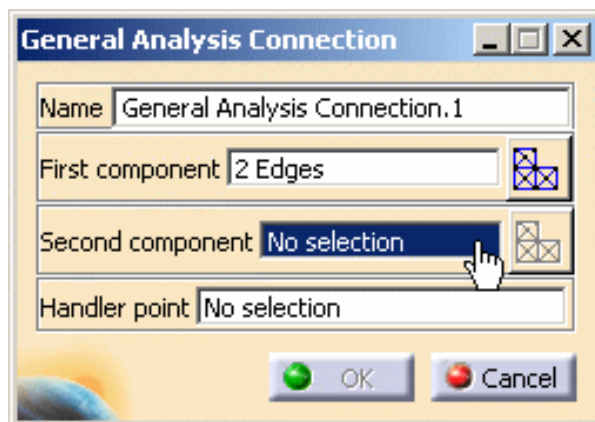 General Analysis Connection
Name General Analysis Connection.1
First component 2 Edges
Second component No selection
Handler point No selection
OK Cancel